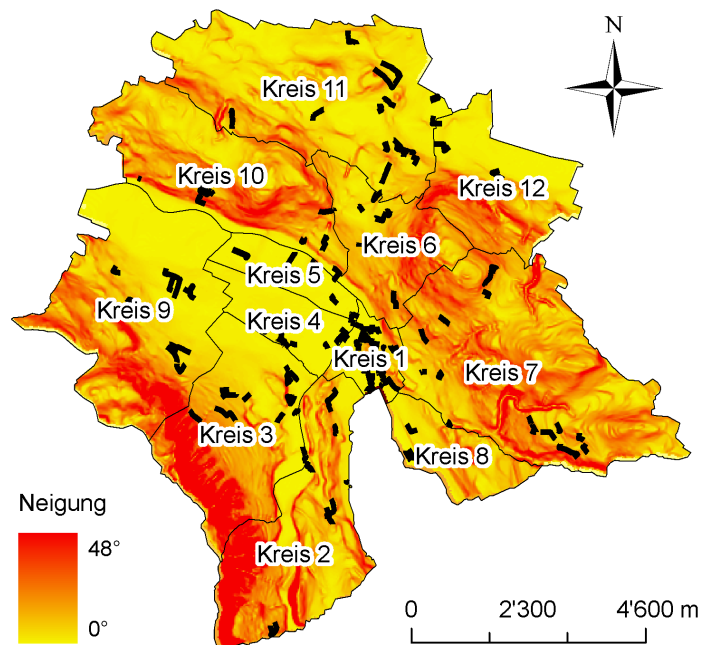 N
Kreis 11
Kreis 10
Kreis 12
Kreis 6
Kreis 5
Kreis 9
Kreis 4
Kreis 1
Kreis 7
Kreis 3
Kreis 8
Kreis 2
Neigung
48°
0°
0 2'300 4'600 m